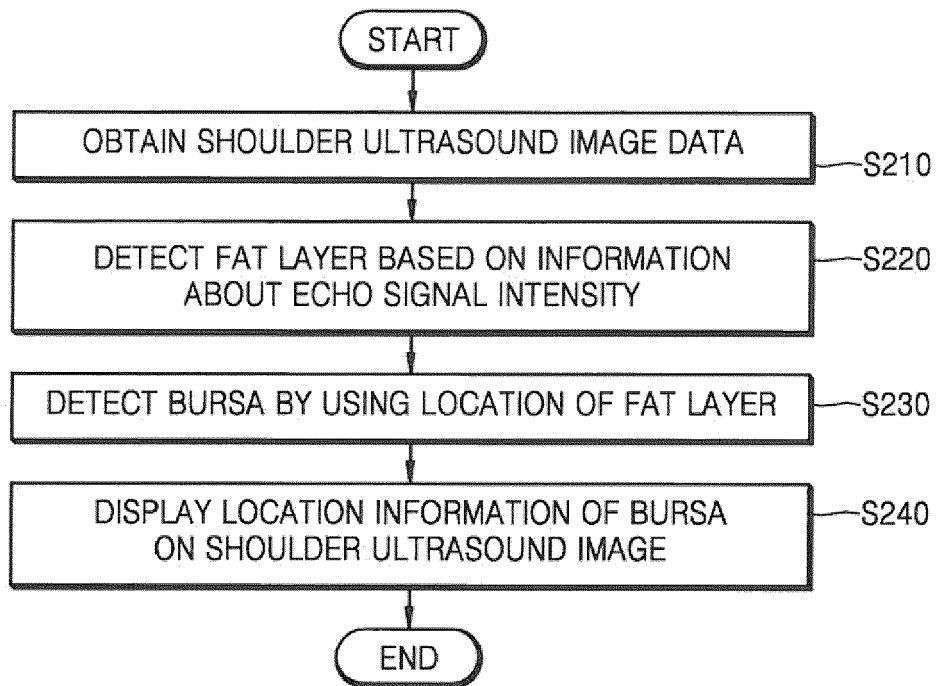 START
OBTAIN SHOULDER ULTRASOUND IMAGE DATA
S210
DETECT FAT LAYER BASED ON INFORMATION
ABOUT ECHO SIGNAL INTENSITY
S220
DETECT BURSA BY USING LOCATION OF FAT LAYER
S230
DISPLAY LOCATION INFORMATION OF BURSA
ON SHOULDER ULTRASOUND IMAGE
S240
END